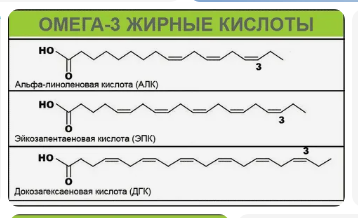 ОМЕГА-3 ЖИРНЫЕ КИСЛОТЫ
HO
O
3
Альфа-линоленовая кислота (АЛК)
HO
O
3
Эйкозапентаеновая кислота (ЭПК)
3
HO
O
Докозагексаеновая кислота (ДГК)